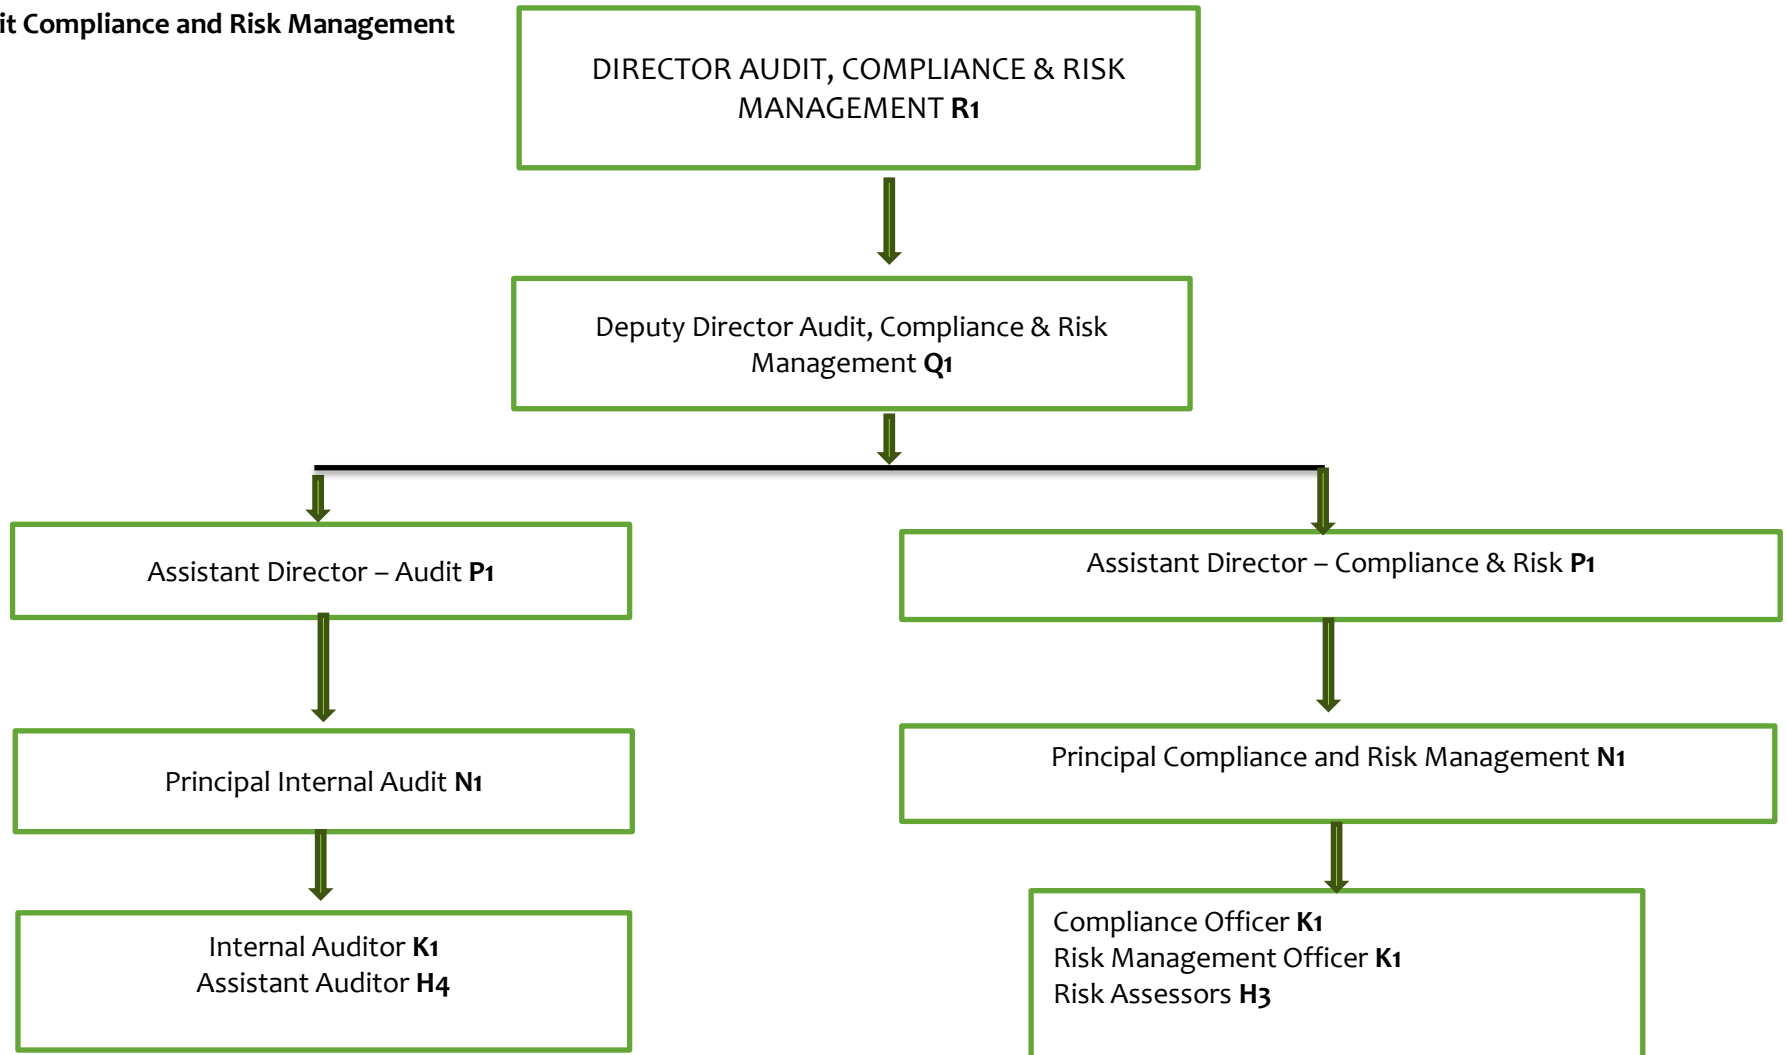 it Compliance and Risk Management
DIRECTOR AUDIT, COMPLIANCE & RISK
MANAGEMENT R1
Deputy Director Audit, Compliance & Risk
Management Q1
Assistant Director – Audit P1
Assistant Director – Compliance & Risk P1
Principal Internal Audit N1
Principal Compliance and Risk Management N1
Internal Auditor K1
Assistant Auditor H4
Compliance Officer K1
Risk Management Officer K1
Risk Assessors H3